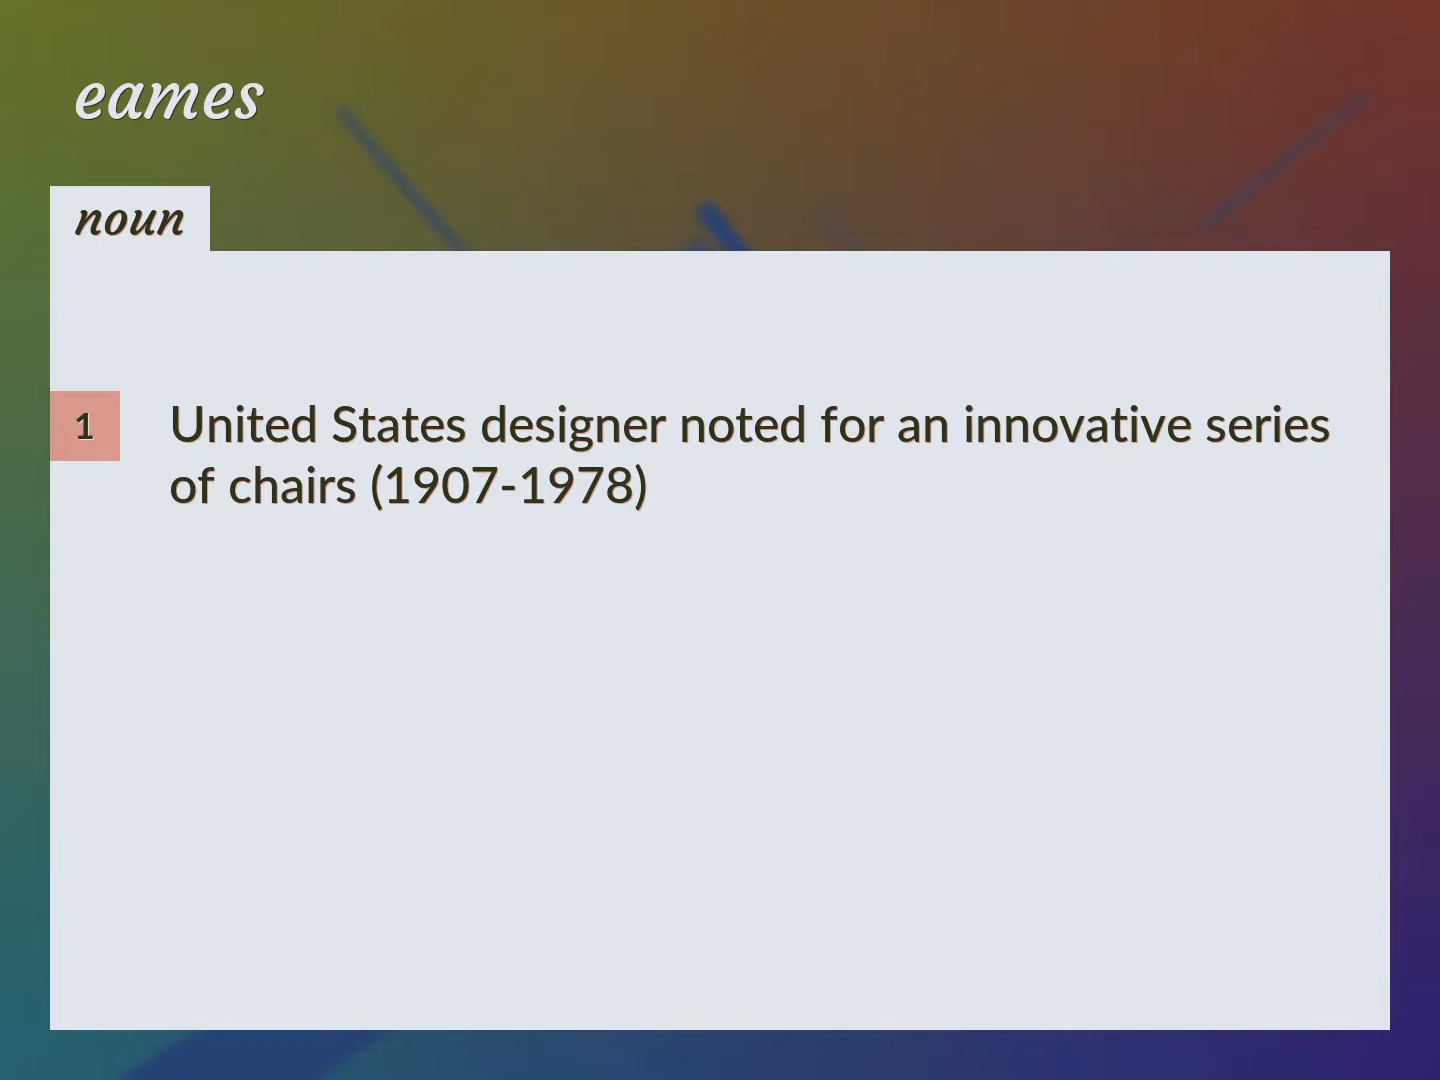 eames
noun
1
United States designer noted for an innovative series
of chairs (1907-1978)